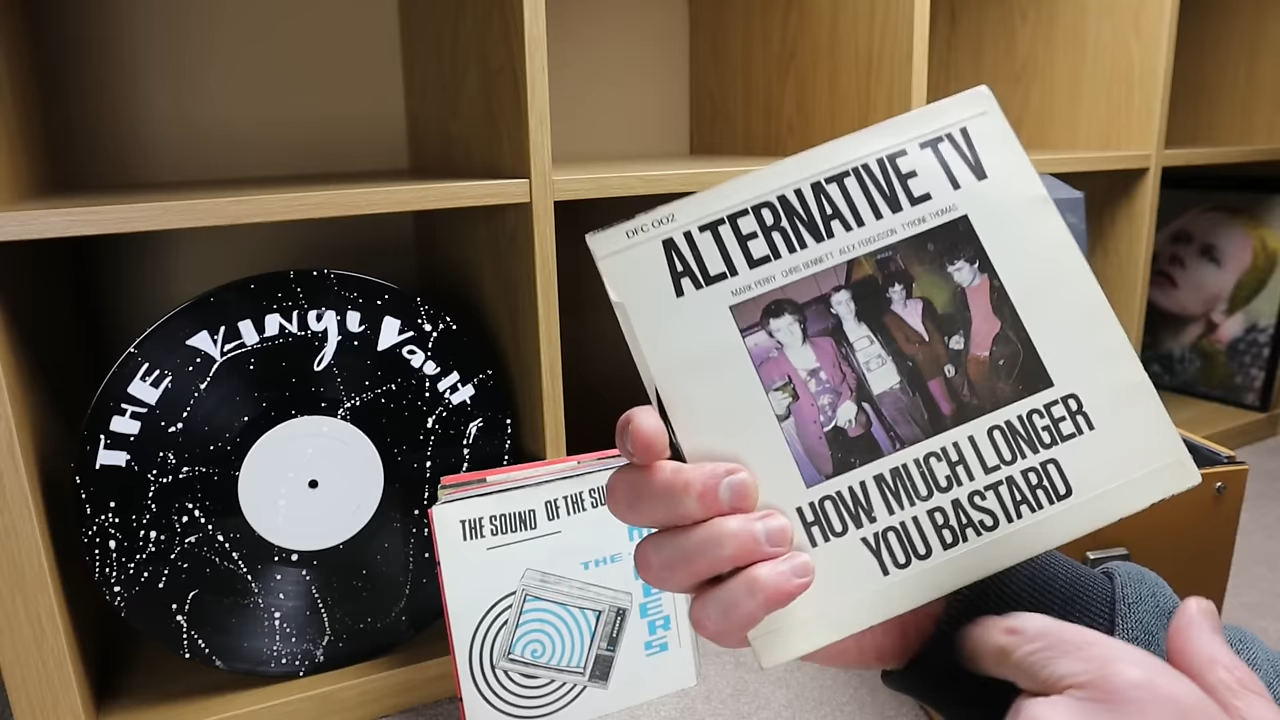 THE VINYL VAULT
DFC 002
ALTERNATIVE TV
MARK PERRY CHRIS BENNETT ALEX FERGUSSON TYRONE THOMAS
HOW MUCH LONGER
YOU BASTARD
THE SOUND OF THE SU
THE